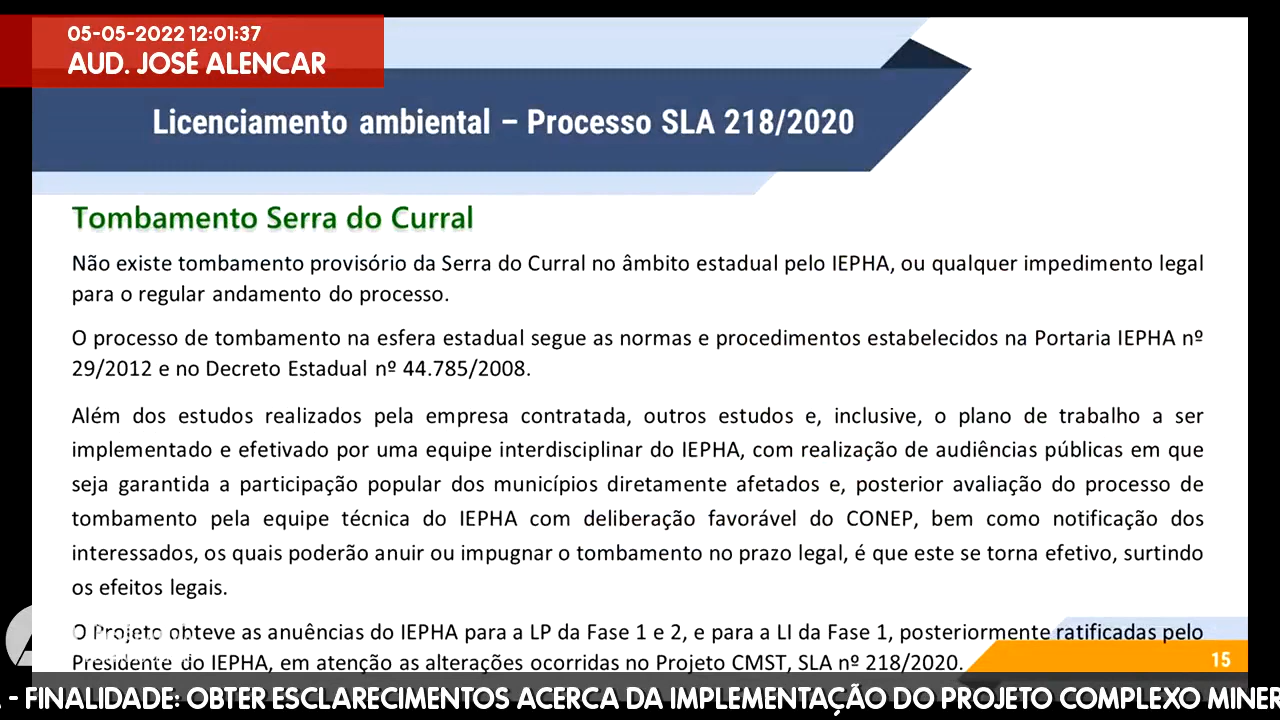 05-05-2022 12:01:37
AUD. JOSÉ ALENCAR
Licenciamento ambiental – Processo SLA 218/2020
Tombamento Serra do Curral
Não existe tombamento provisório da Serra do Curral no âmbito estadual pelo IEPHA, ou qualquer impedimento legal
para o regular andamento do processo.
O processo de tombamento na esfera estadual segue as normas e procedimentos estabelecidos na Portaria IEPHA nº
29/2012 e no Decreto Estadual nº 44.785/2008.
Além dos estudos realizados pela empresa contratada, outros estudos e, inclusive, o plano de trabalho a ser
implementado e efetivado por uma equipe interdisciplinar do IEPHA, com realização de audiências públicas em que
seja garantida a participação popular dos municípios diretamente afetados e, posterior avaliação do processo de
tombamento pela equipe técnica do IEPHA com deliberação favorável do CONEP, bem como notificação dos
interessados, os quais poderão anuir ou impugnar o tombamento no prazo legal, é que este se torna efetivo, surtindo
os efeitos legais.
O Projeto obteve as anuências do IEPHA para a LP da Fase 1 e 2, e para a LI da Fase 1, posteriormente ratificadas pelo
Presidente do IEPHA, em atenção as alterações ocorridas no Projeto CMST, SLA nº 218/2020.
15
- FINALIDADE: OBTER ESCLARECIMENTOS ACERCA DA IMPLEMENTAÇÃO DO PROJETO COMPLEXO MINER